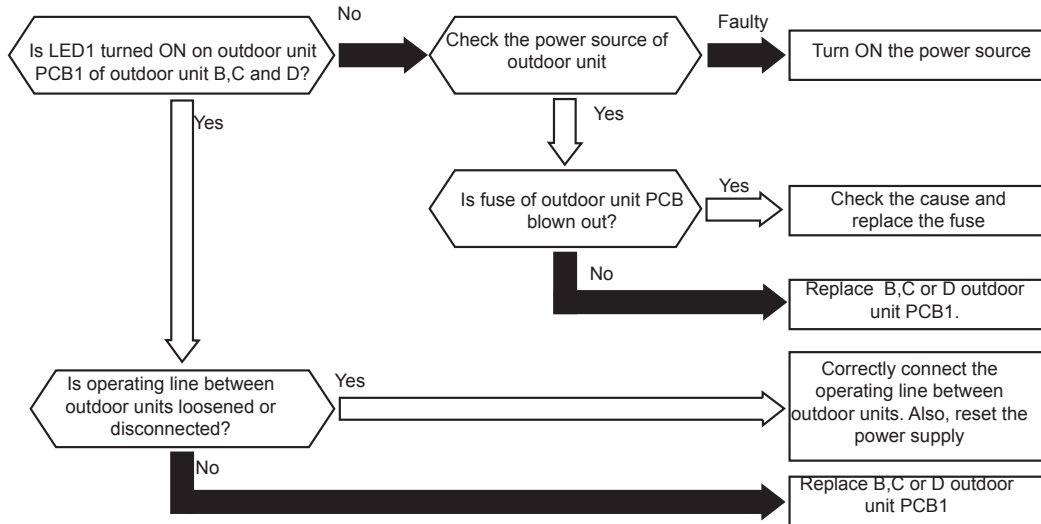 No
Faulty
Is LED1 turned ON on outdoor unit
PCB1 of outdoor unit B,C and D?
Check the power source of
outdoor unit
Turn ON the power source
Yes
Yes
Is fuse of outdoor unit PCB
blown out?
Yes
Check the cause and
replace the fuse
No
Replace B,C or D outdoor
unit PCB1.
Is operating line between
outdoor units loosened or
disconnected?
Yes
Correctly connect the
operating line between
outdoor units. Also, reset the
power supply
No
Replace B,C or D outdoor
unit PCB1